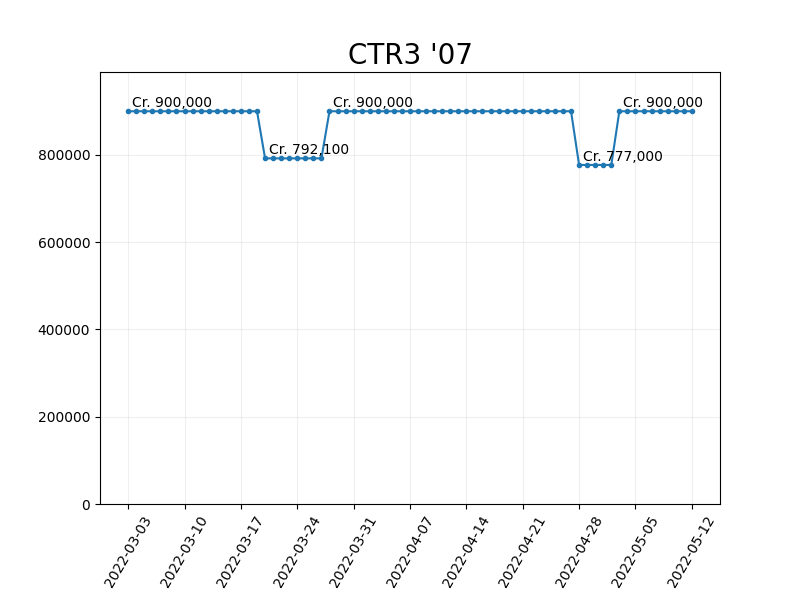 CTR3 '07
Cr. 900,000
Cr. 900,000
Cr. 900,000
Cr. 792,100
Cr. 777,000
800000
600000
400000
200000
0
2022-03-03
2022-03-10
2022-03-17
2022-03-24
2022-03-31
2022-04-07
2022-04-14
2022-04-21
2022-04-28
2022-05-05
2022-05-12